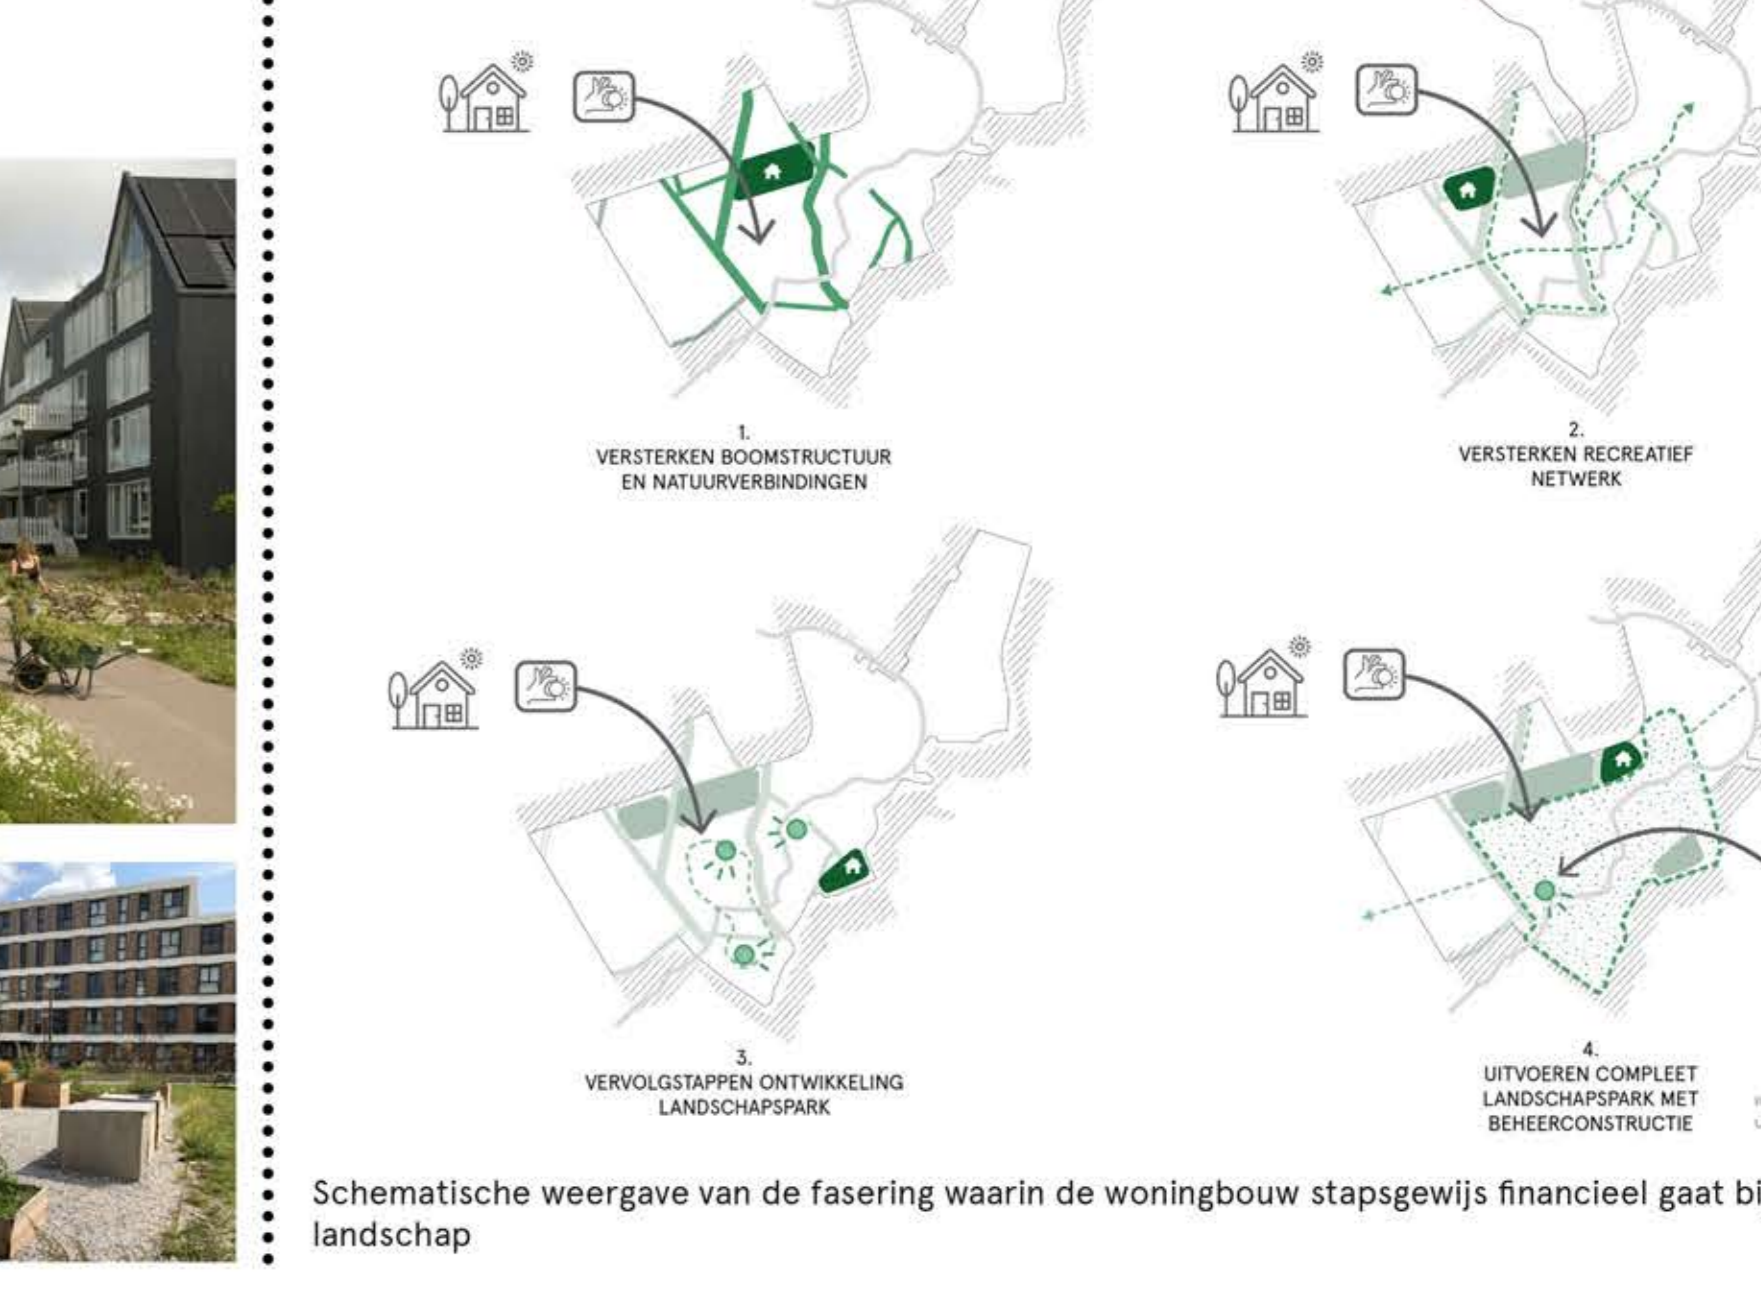 1.
VERSTERKEN BOOMSTRUCTUUR
EN NATUURVERBINDINGEN
2.
VERSTERKEN RECREATIEF
NETWERK
3.
VERVOLGSTAPPEN ONTWIKKELING
LANDSCHAPSPARK
4.
UITVOEREN COMPLEET
LANDSCHAPSPARK MET
BEHEERCONSTRUCTIE
Schematische weergave van de fasering waarin de woningbouw stapsgewijs financieel gaat
landschap